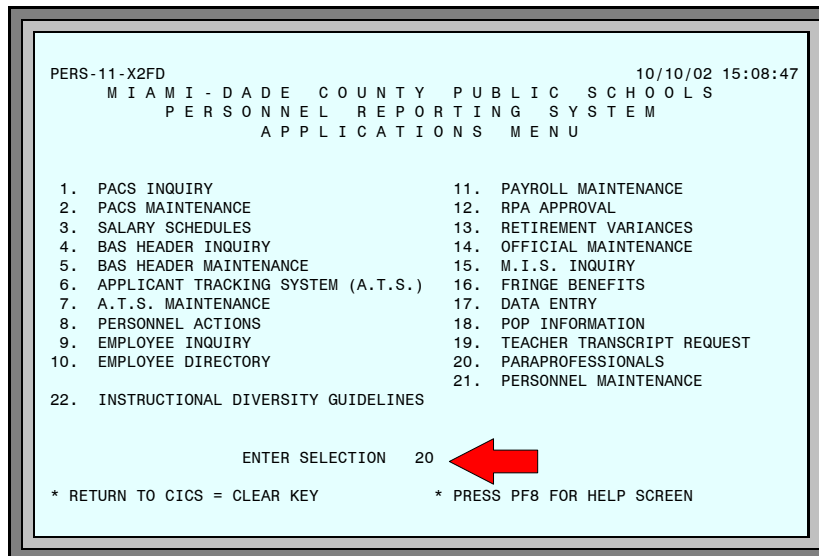 PERS-11-X2FD 10/10/02 15:08:47
M I A M I - D A D E C O U N T Y P U B L I C S C H O O L S
P E R S O N N E L R E P O R T I N G S Y S T E M
A P P L I C A T I O N S M E N U
1. PACS INQUIRY 11. PAYROLL MAINTENANCE
2. PACS MAINTENANCE 12. RPA APPROVAL
3. SALARY SCHEDULES 13. RETIREMENT VARIANCES
4. BAS HEADER INQUIRY 14. OFFICIAL MAINTENANCE
5. BAS HEADER MAINTENANCE 15. M.I.S. INQUIRY
6. APPLICANT TRACKING SYSTEM (A.T.S.) 16. FRINGE BENEFITS
7. A.T.S. MAINTENANCE 17. DATA ENTRY
8. PERSONNEL ACTIONS 18. POP INFORMATION
9. EMPLOYEE INQUIRY 19. TEACHER TRANSCRIPT REQUEST
10. EMPLOYEE DIRECTORY 20. PARAPROFESSIONALS
21. PERSONNEL MAINTENANCE
22. INSTRUCTIONAL DIVERSITY GUIDELINES
ENTER SELECTION 20
* RETURN TO CICS = CLEAR KEY * PRESS PF8 FOR HELP SCREEN